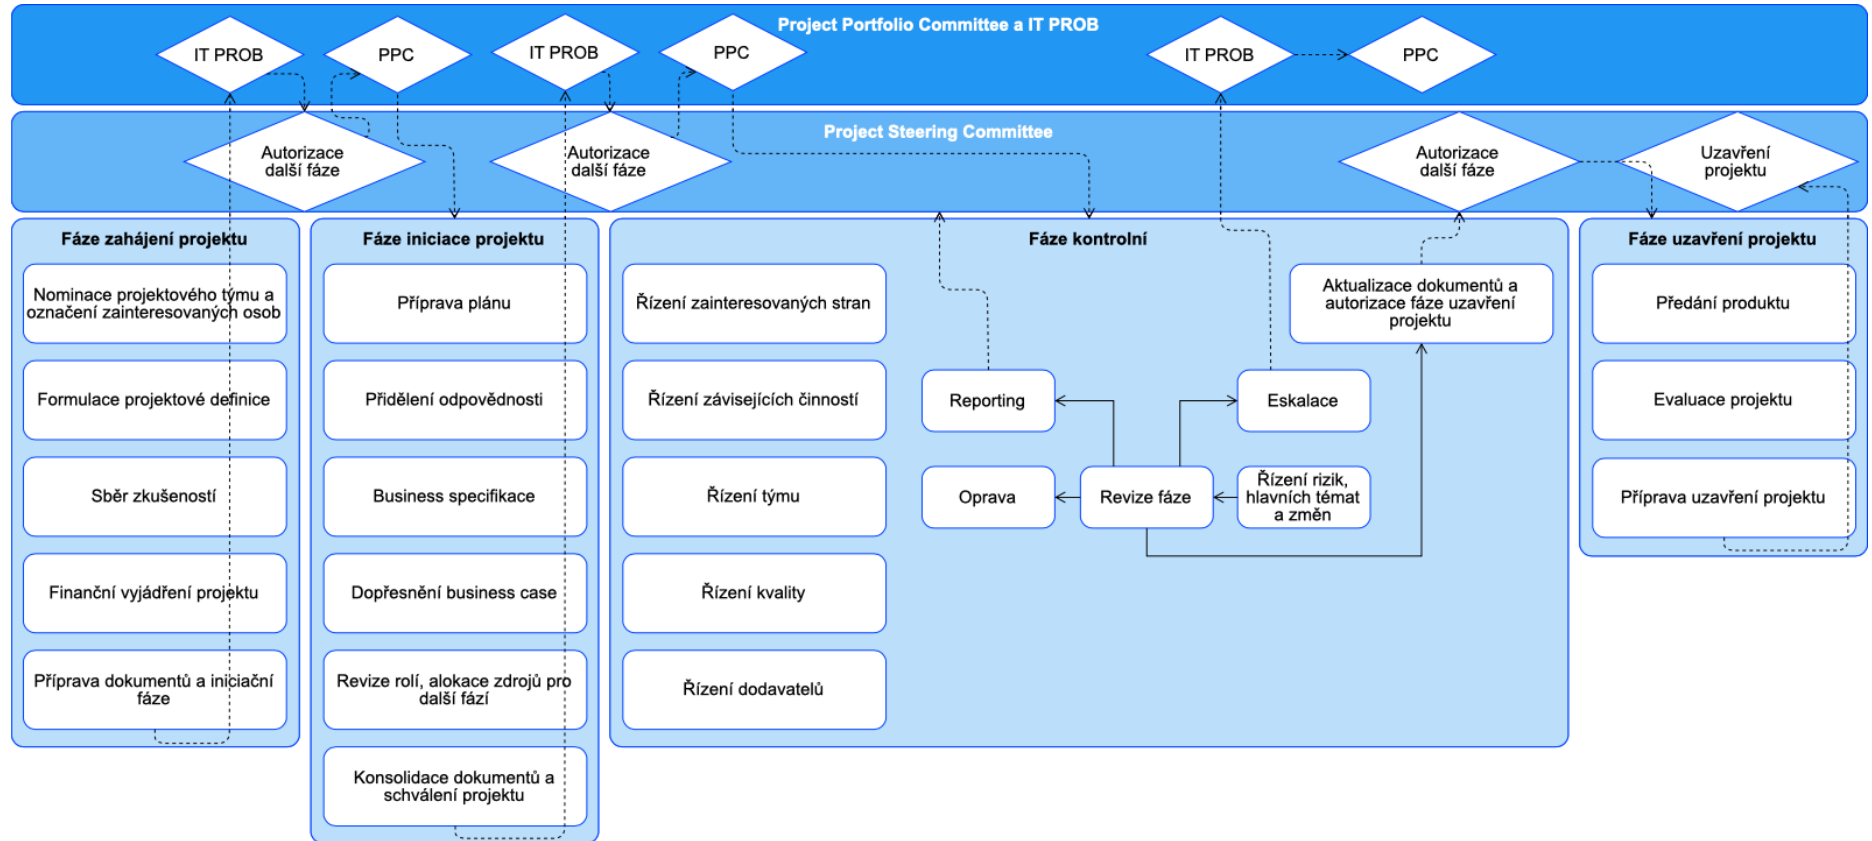 Project Portfolio Committee a IT PROB
IT PROB
PPC
IT PROB
PPC
IT PROB
PPC
Project Steering Committee
Autorizace
další fáze
Autorizace
další fáze
Autorizace
další fáze
Uzavření
projektu
Fáze zahájení projektu
Nominace projektového týmu a
označení zainteresovaných osob
Formulace projektové definice
Sběr zkušeností
Finanční vyjádření projektu
Příprava dokumentů a iniciační
fáze
Fáze iniciace projektu
Příprava plánu
Přidělení odpovědnosti
Business specifikace
Dopřesnění business case
Revize rolí, alokace zdrojů pro
další fází
Konsolidace dokumentů a
schválení projektu
Fáze kontrolní
Řízení zainteresovaných stran
Řízení závisejících činností
Řízení týmu
Řízení kvality
Řízení dodavatelů
Aktualizace dokumentů a
autorizace fáze uzavření
projektu
Reporting
Eskalace
Oprava
Revize fáze
Řízení rizik,
hlavních témat
a změn
Fáze uzavření projektu
Předání produktu
Evaluace projektu
Příprava uzavření projektu